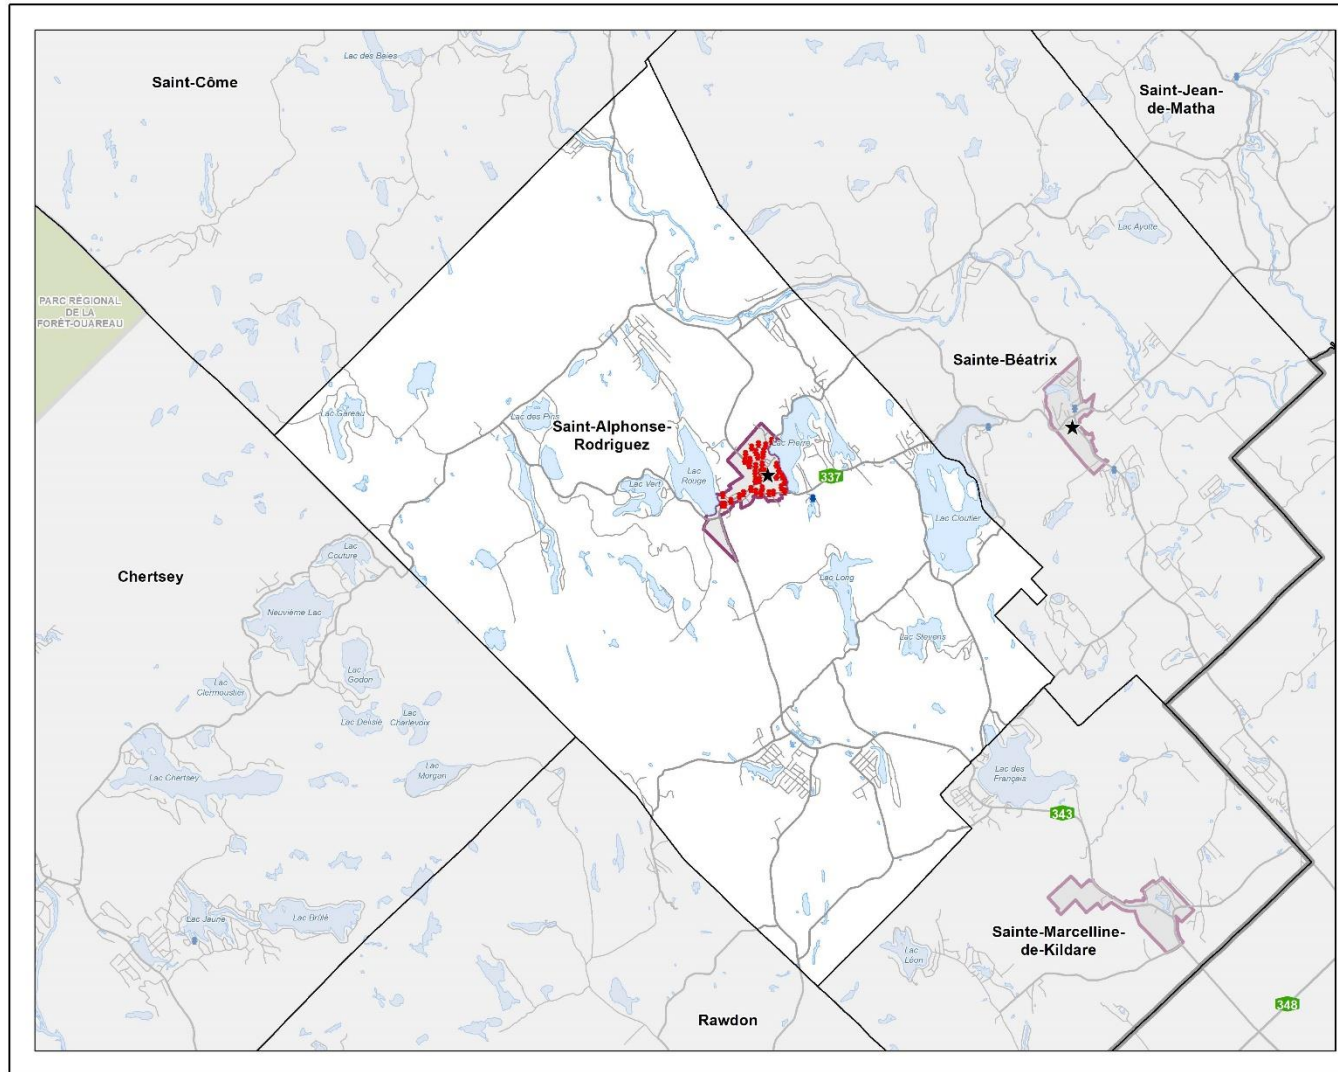 Lac des Baies
Saint-Côme
Saint-Jean-
de-Matha
Lac Ayotte
PARC RÉGIONAL
DE LA
FORÊT-OUAREAU
Sainte-Béatrix
Lac Gareau
Lac des Pins
Saint-Alphonse-
Rodriguez
Lac Pierre
Lac
Rouge
337
Lac Vert
Lac Cloutier
Lac
Couture
Chertsey
Lac Long
Neuvième Lac
Lac Stevens
Lac
Godon
Lac
Clermoustier
Lac Delisle
Lac
Charlevoix
Lac
Morgan
Lac Chertsey
Lac des
Français
343
Lac Jaune
Lac Brûlé
Sainte-Marcelline-
de-Kildare
Lac
Léon
Rawdon
348